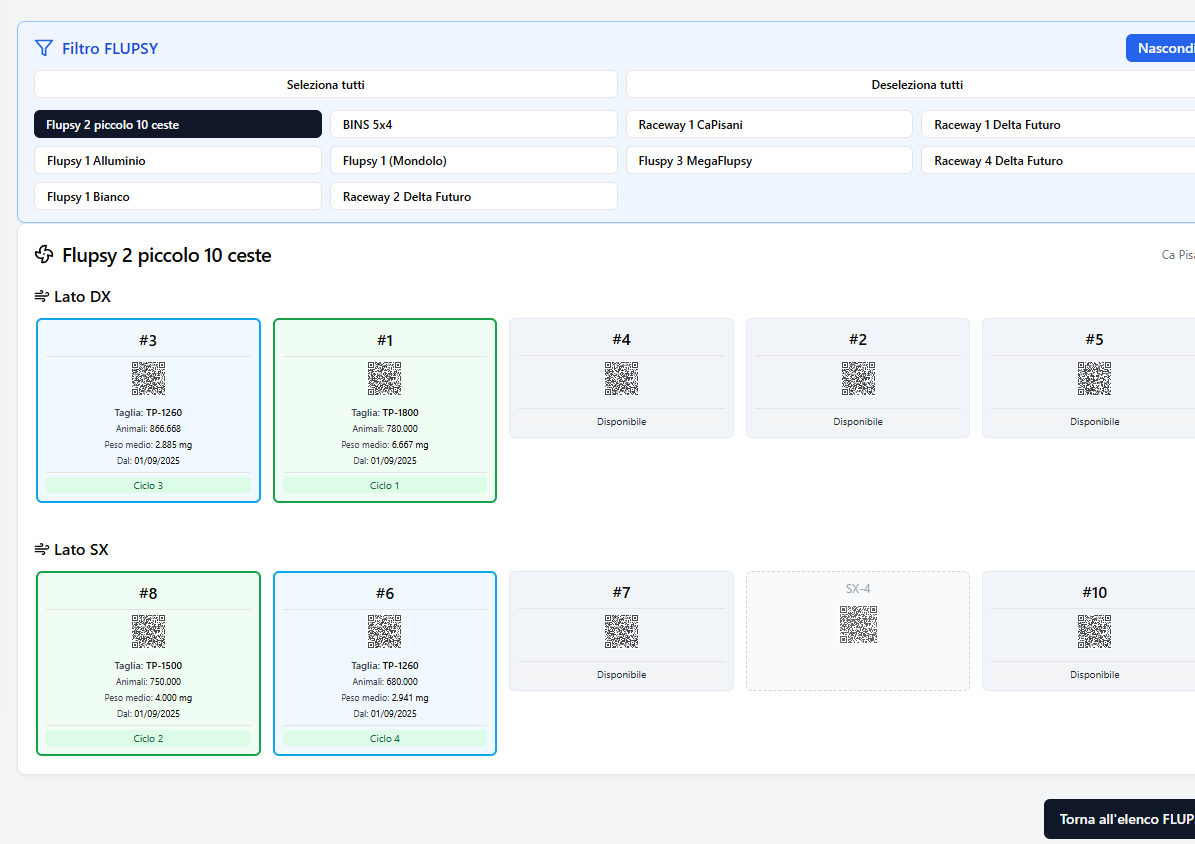 Filtro FLUPSY
Nascondi
Seleziona tutti
Deseleziona tutti
Flupsy 2 piccolo 10 ceste
BINS 5x4
Raceway 1 CaPisani
Raceway 1 Delta Futuro
Flupsy 1 Alluminio
Flupsy 1 (Mondolo)
Fluspy 3 MegaFlupsy
Raceway 4 Delta Futuro
Flupsy 1 Bianco
Raceway 2 Delta Futuro
Flupsy 2 piccolo 10 ceste
Ca Pisa
Lato DX
#3
Taglia: TP-1260
Animali: 866.668
Peso medio: 2.885 mg
Dal: 01/09/2025
Ciclo 3
#1
Taglia: TP-1800
Animali: 780.000
Peso medio: 6.667 mg
Dal: 01/09/2025
Ciclo 1
#4
Disponibile
#2
Disponibile
#5
Disponibile
Lato SX
#8
Taglia: TP-1500
Animali: 750.000
Peso medio: 4.000 mg
Dal: 01/09/2025
Ciclo 2
#6
Taglia: TP-1260
Animali: 680.000
Peso medio: 2.941 mg
Dal: 01/09/2025
Ciclo 4
#7
Disponibile
SX-4
#10
Disponibile
Torna all'elenco FLUP